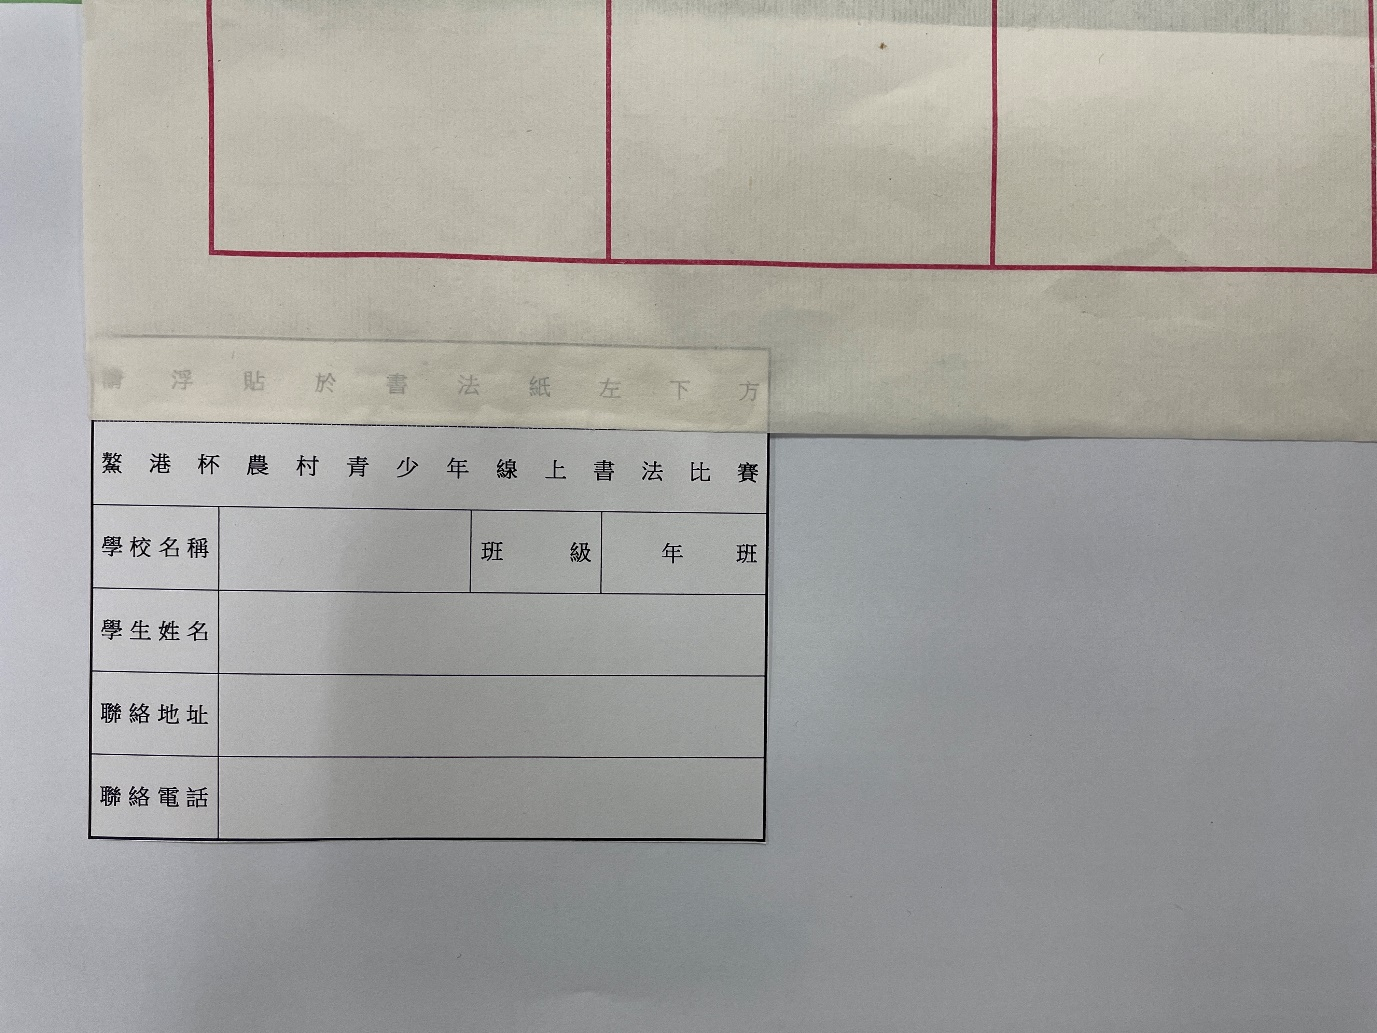 請浮貼於書法紙左下方
鰲港杯農村青少年線上書法比賽
學校名稱 班級 年班
學生姓名
聯絡地址
聯絡電話